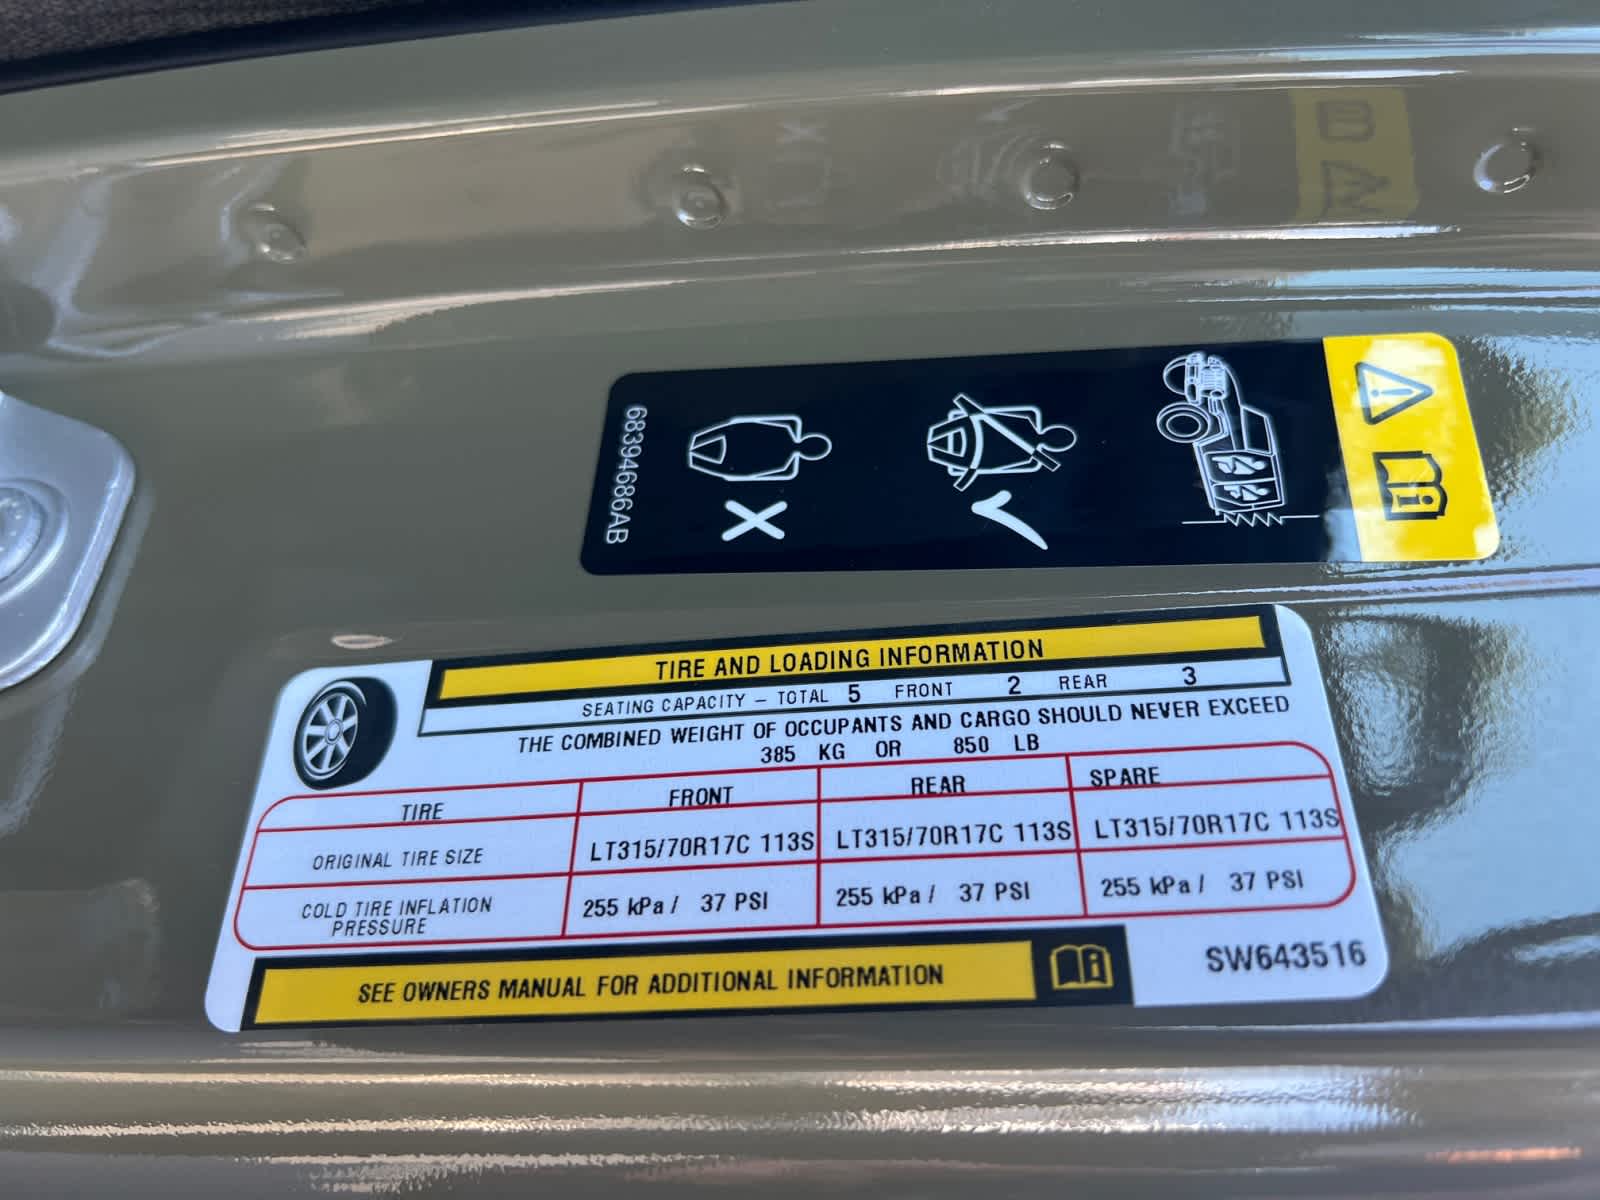 68394686AB
TIRE AND LOADING INFORMATION
SEATING CAPACITY – TOTAL 5 FRONT 2 REAR 3
THE COMBINED WEIGHT OF OCCUPANTS AND CARGO SHOULD NEVER EXCEED
385 KG OR 850 LB
TIRE FRONT REAR SPARE
ORIGINAL TIRE SIZE LT315/70R17C 113S LT315/70R17C 113S LT315/70R17C 113S
COLD TIRE INFLATION
PRESSURE 255 kPa / 37 PSI 255 kPa / 37 PSI 255 kPa / 37 PSI
SEE OWNERS MANUAL FOR ADDITIONAL INFORMATION
SW643516